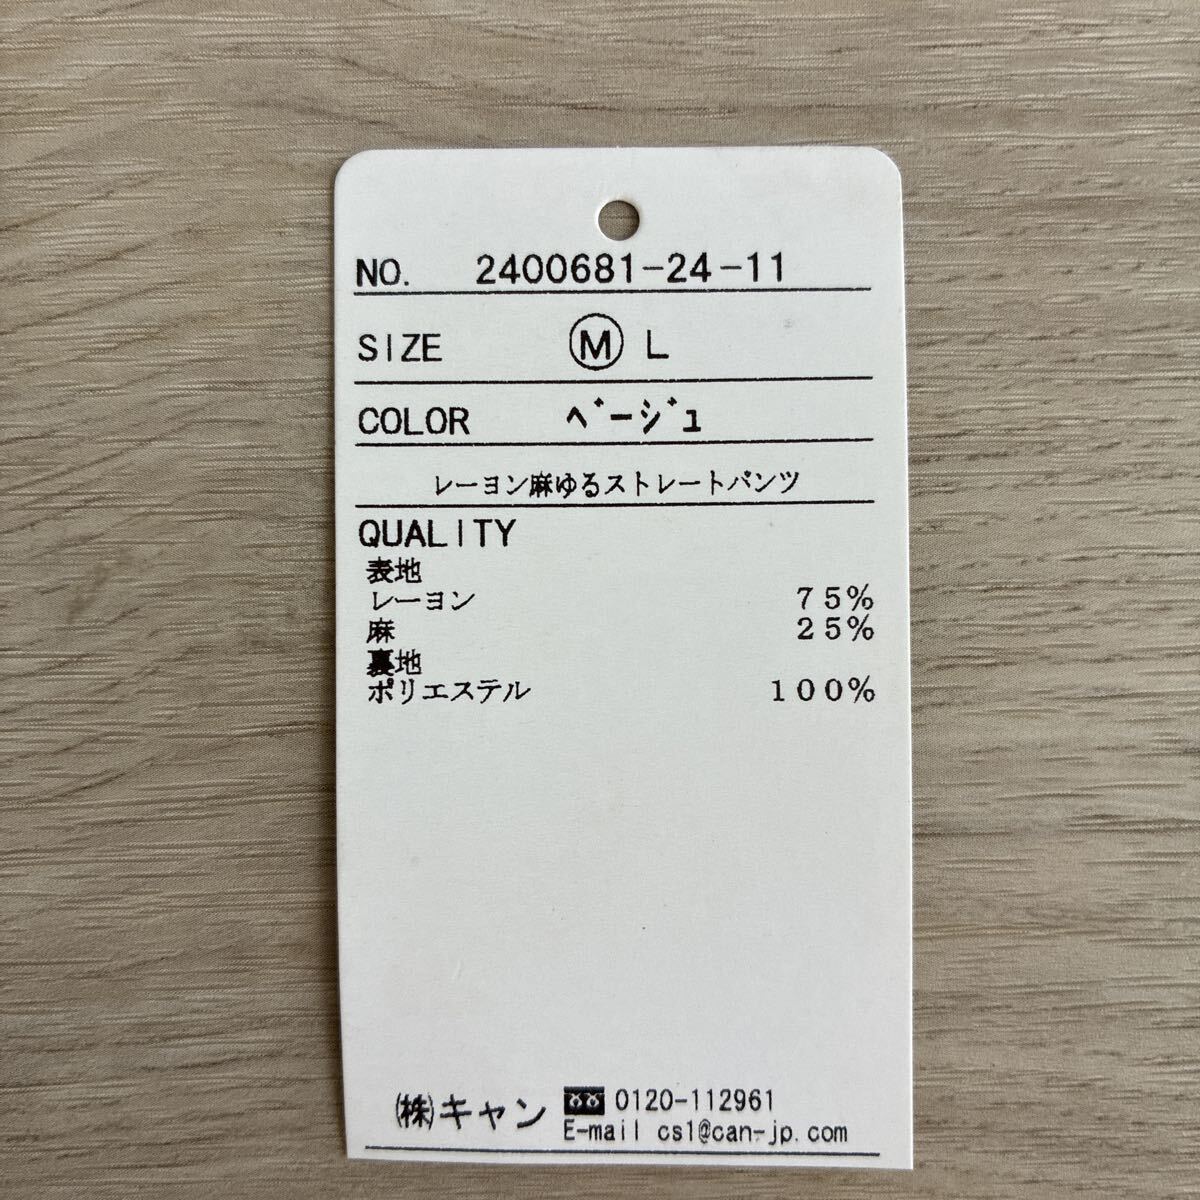 NO. 2400681-24-11
SIZE Ⓜ L
COLOR ベージュ
レーヨン麻ゆるストレートパンツ
QUALITY
表地
レーヨン 75%
麻 25%
裏地
ポリエステル 100%
㈱キャン 0120-112961
E-mail cs1@can-jp.com